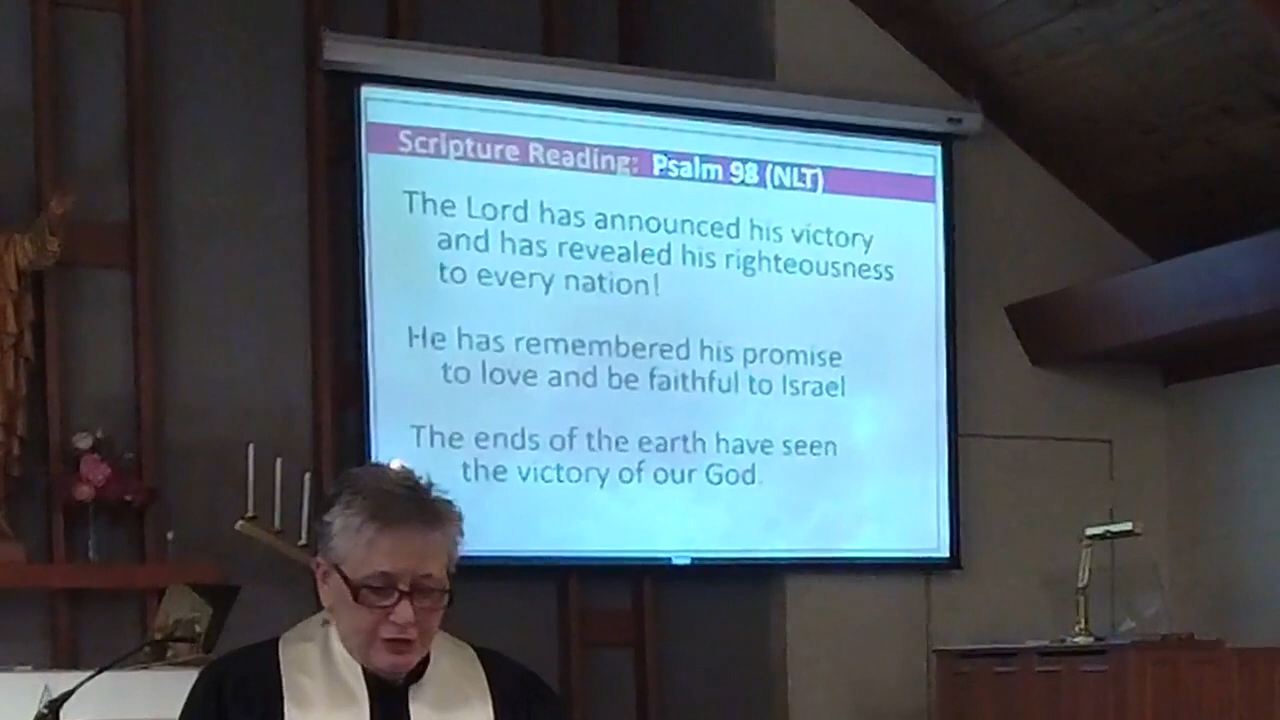 Scripture Reading: Psalm 98 (NLT)
The Lord has announced his victory
and has revealed his righteousness
to every nation!
He has remembered his promise
to love and be faithful to Israel
The ends of the earth have seen
the victory of our God.